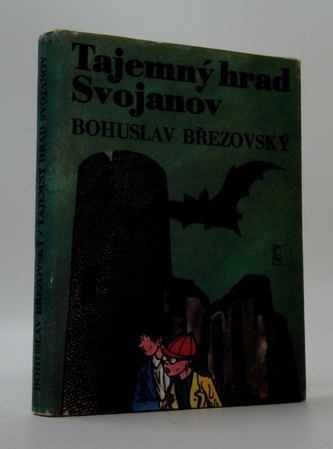 Tajemný hrad
Svojanov
BOHUSLAV BŘEZOVSKÝ
BOHUSLAV BŘEZOVSKÝ / TAJEMNÝ HRAD SVOJANOV